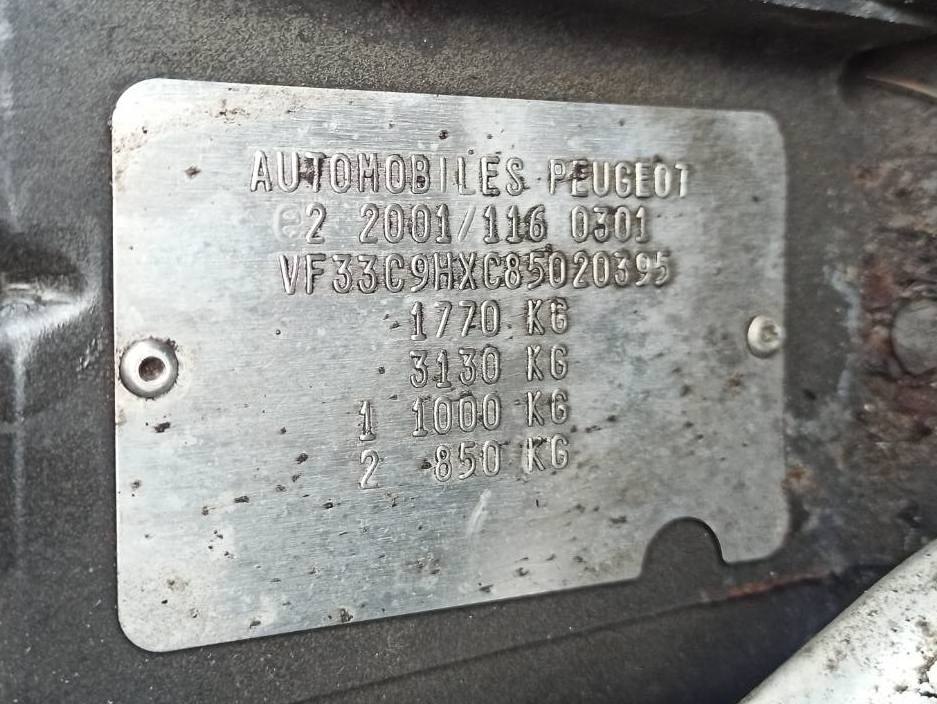 AUTOMOBILES PEUGEOT
e2 2001/116 0301
VF33C9HXC85020395
1770 KG
3130 KG
1 1000 KG
2 850 KG